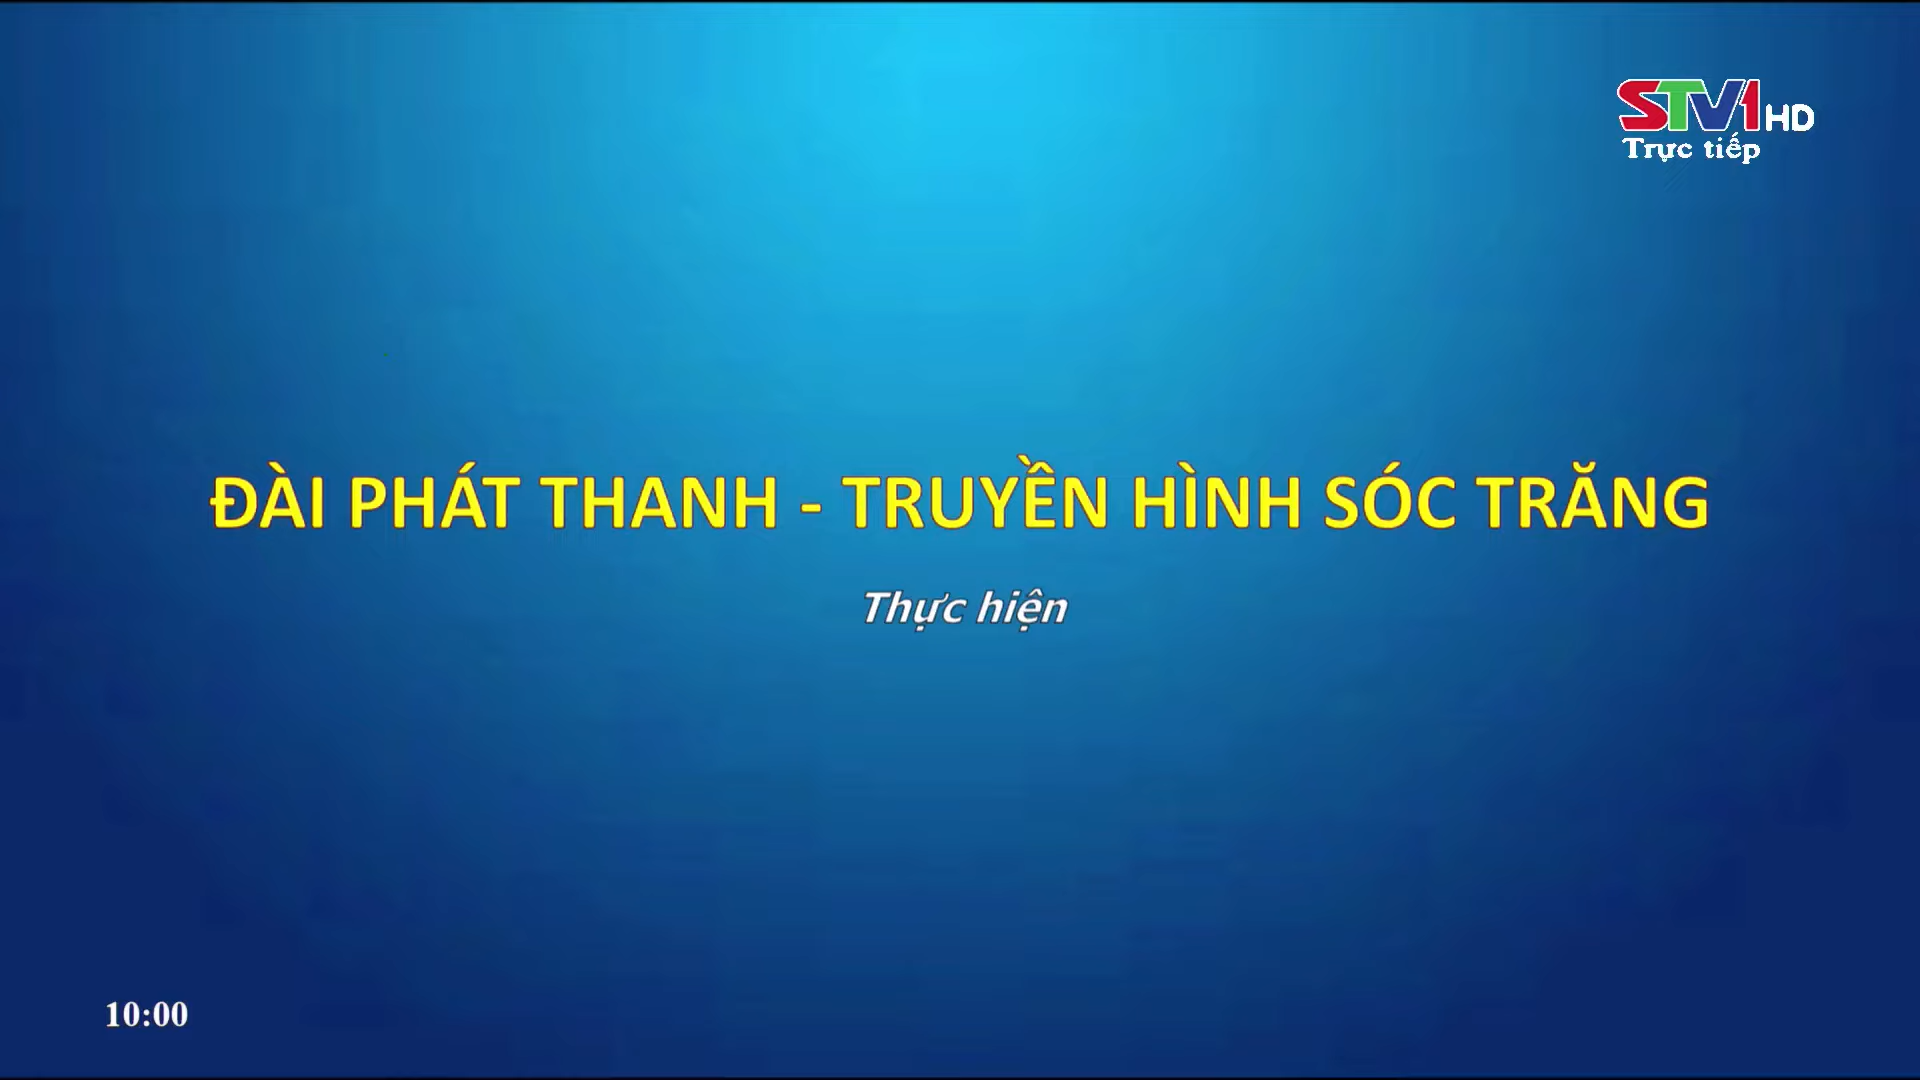 STV1 HD
Trực tiếp
ĐÀI PHÁT THANH - TRUYỀN HÌNH SÓC TRĂNG
Thực hiện
10:00